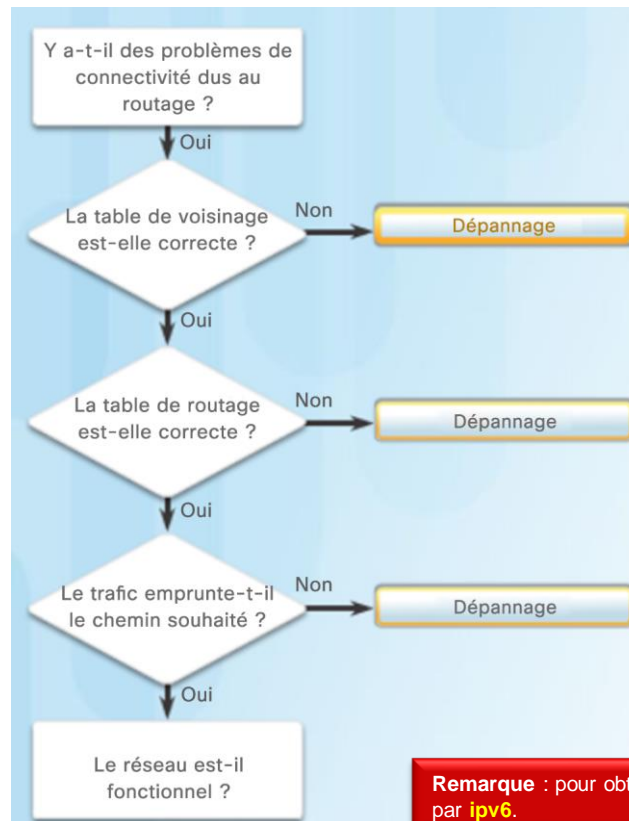 Y a-t-il des problèmes de
connectivité dus au
routage ?
Oui
La table de voisinage
est-elle correcte ?
Non
Dépannage
Oui
La table de routage
est-elle correcte ?
Non
Dépannage
Oui
Le trafic emprunte-t-il
le chemin souhaité ?
Non
Dépannage
Oui
Le réseau est-il
fonctionnel ?
Remarque : pour obt
par ipv6.